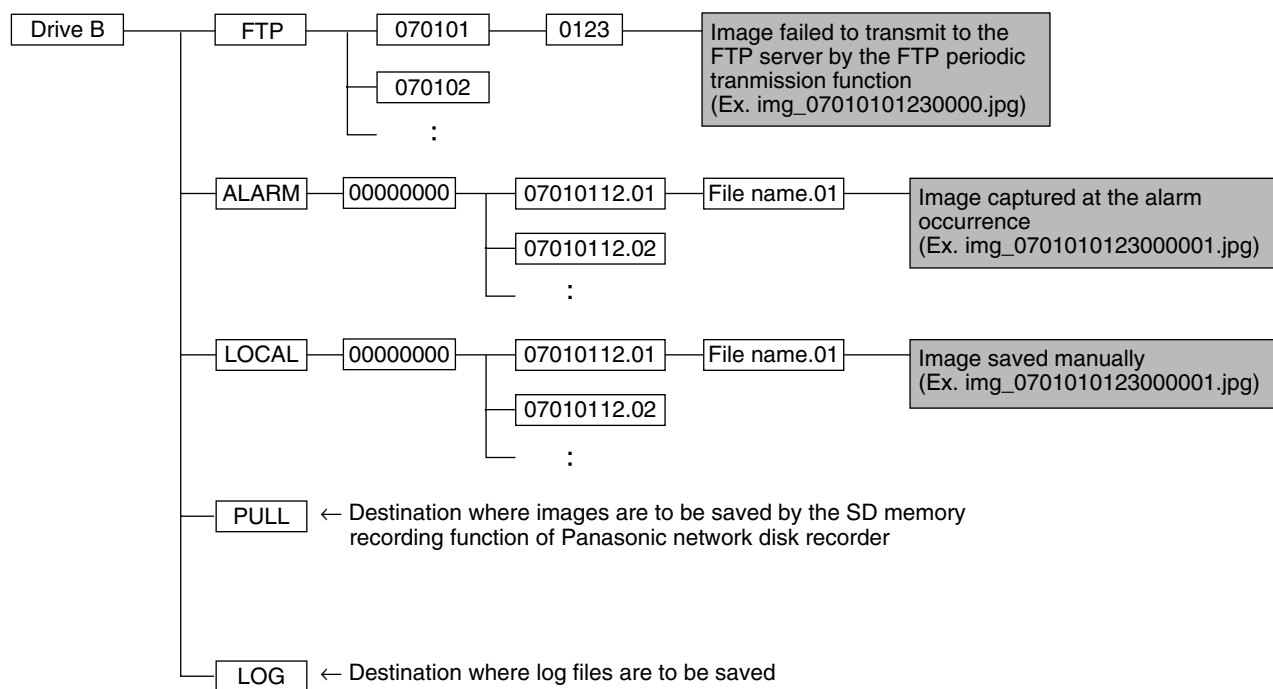 Drive B
FTP
070101
0123
Image failed to transmit to the
FTP server by the FTP periodic
tranmission function
(Ex. img_07010101230000.jpg)
070102
:
ALARM
00000000
07010112.01
File name.01
Image captured at the alarm
occurrence
(Ex. img_0701010123000001.jpg)
07010112.02
:
LOCAL
00000000
07010112.01
File name.01
Image saved manually
(Ex. img_0701010123000001.jpg)
07010112.02
:
PULL
← Destination where images are to be saved by the SD memory
recording function of Panasonic network disk recorder
LOG
← Destination where log files are to be saved